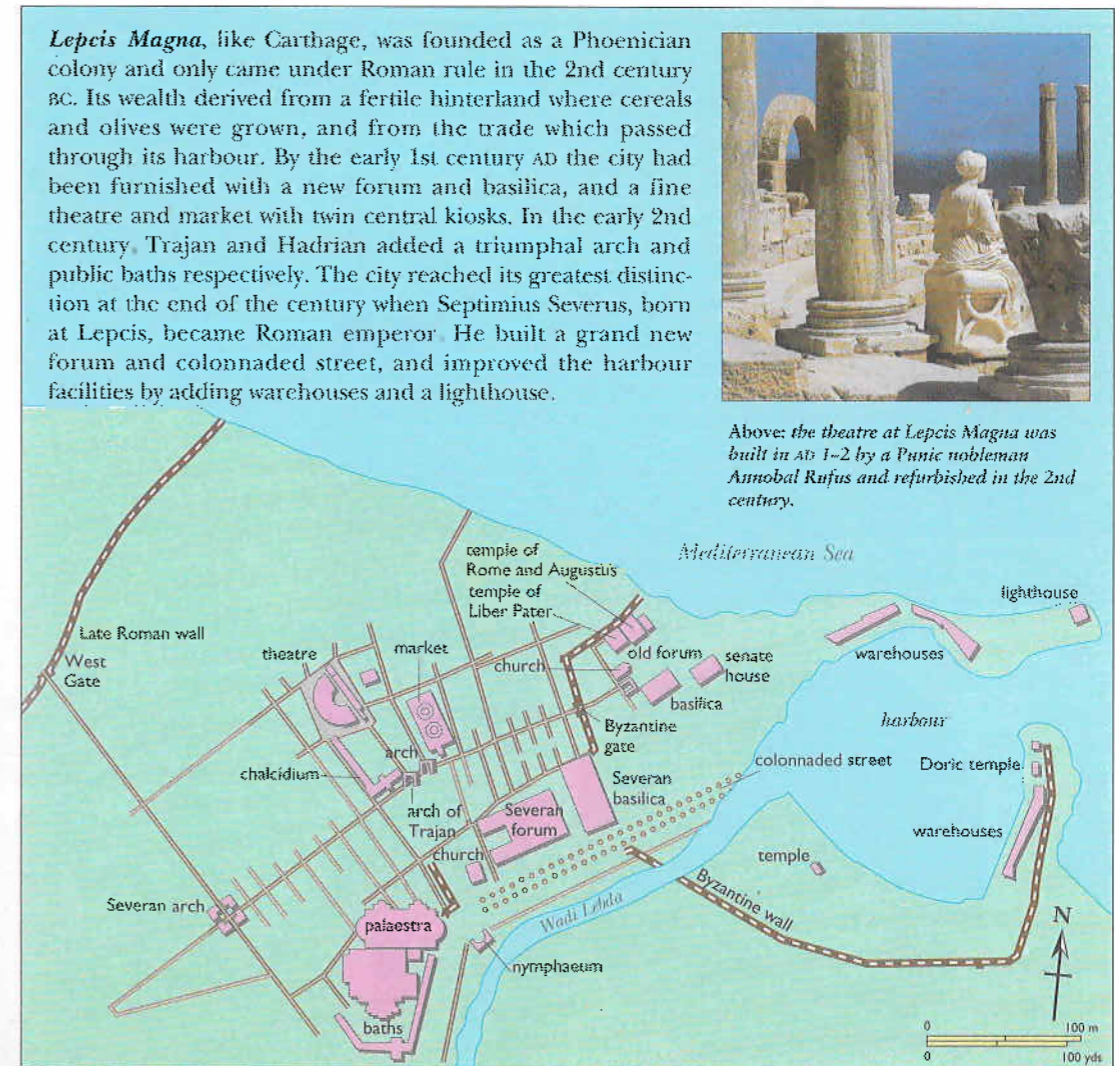 Lepcis Magna, like Carthage, was founded as a Phoenician
colony and only came under Roman rule in the 2nd century
BC. Its wealth derived from a fertile hinterland where cereals
and olives were grown, and from the trade which passed
through its harbour. By the early 1st century AD the city had
been furnished with a new forum and basilica, and a fine
theatre and market with twin central kiosks. In the early 2nd
century, Trajan and Hadrian added a triumphal arch and
public baths respectively. The city reached its greatest distinc-
tion at the end of the century when Septimius Severus, born
at Lepcis, became Roman emperor. He built a grand new
forum and colonnaded street, and improved the harbour
facilities by adding warehouses and a lighthouse.
Above: the theatre at Lepcis Magna was
built in AD 1-2 by a Punic nobleman
Annobal Rufus and refurbished in the 2nd
century.
Mediterranean Sea
temple of
Rome and Augustus
temple of
Liber Pater
lighthouse
Late Roman wall
West
Gate
theatre
market
church
old forum
senate
house
warehouses
basilica
harbour
Byzantine
gate
arch
chalcidium
colonnaded street
Doric temple
Severan
basilica
arch of
Trajan
Severan
forum
warehouses
church
temple
Byzantine wall
Severan arch
palaestra
Wadi Lebda
N
nymphaeum
baths
0 100 m
0 100 yds